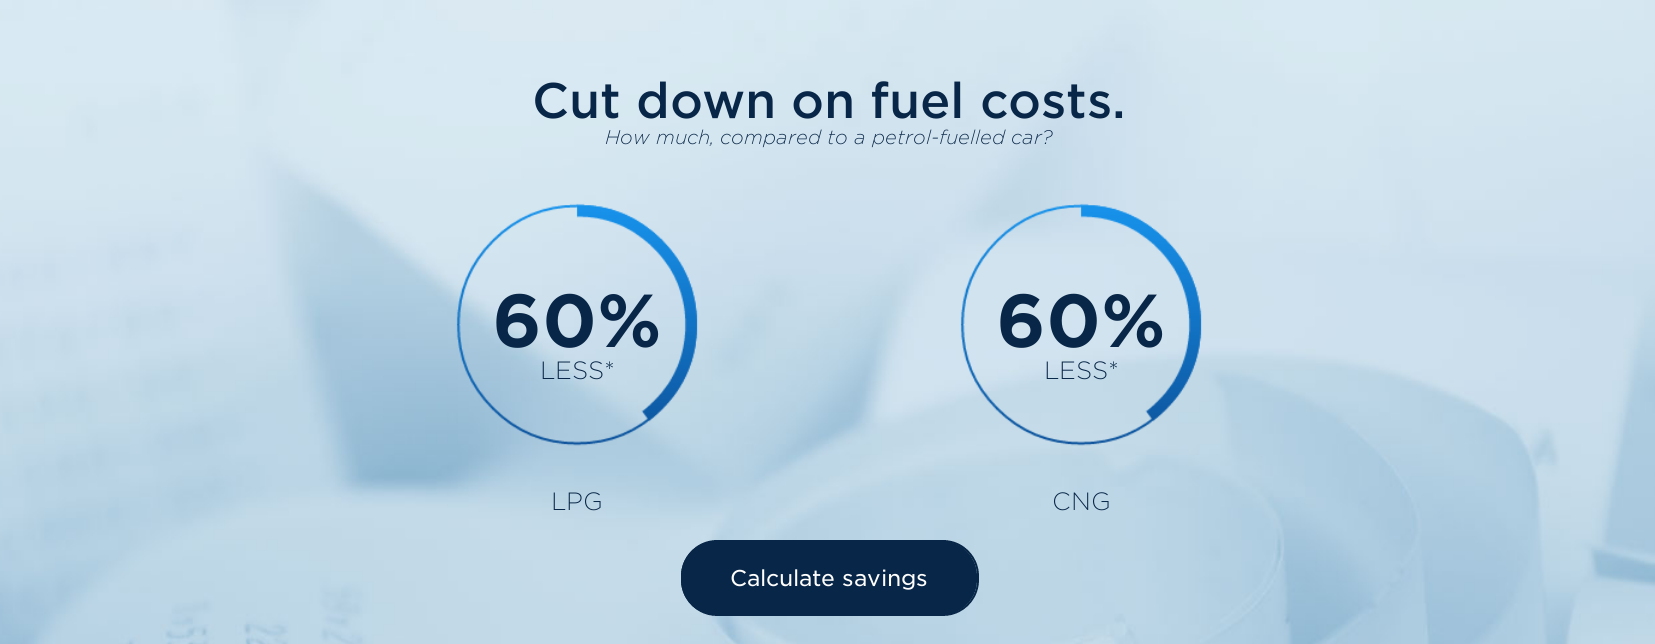 Cut down on fuel costs.
How much, compared to a petrol-fuelled car?
60%
LESS*
LPG
60%
LESS*
CNG
Calculate savings